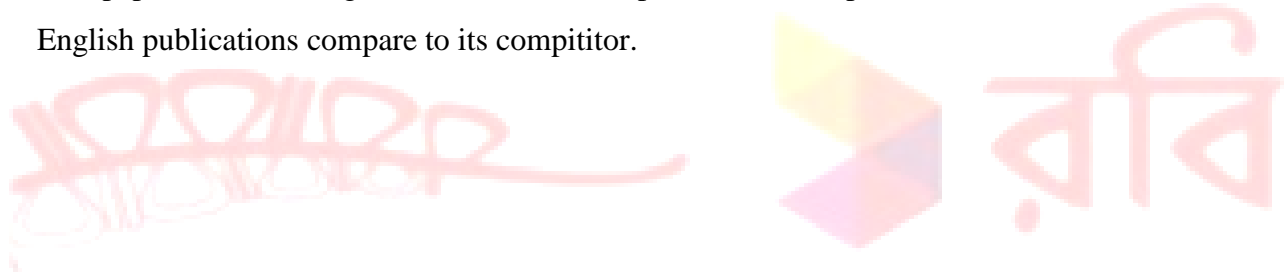 English publications compare to its compititor.
রবি